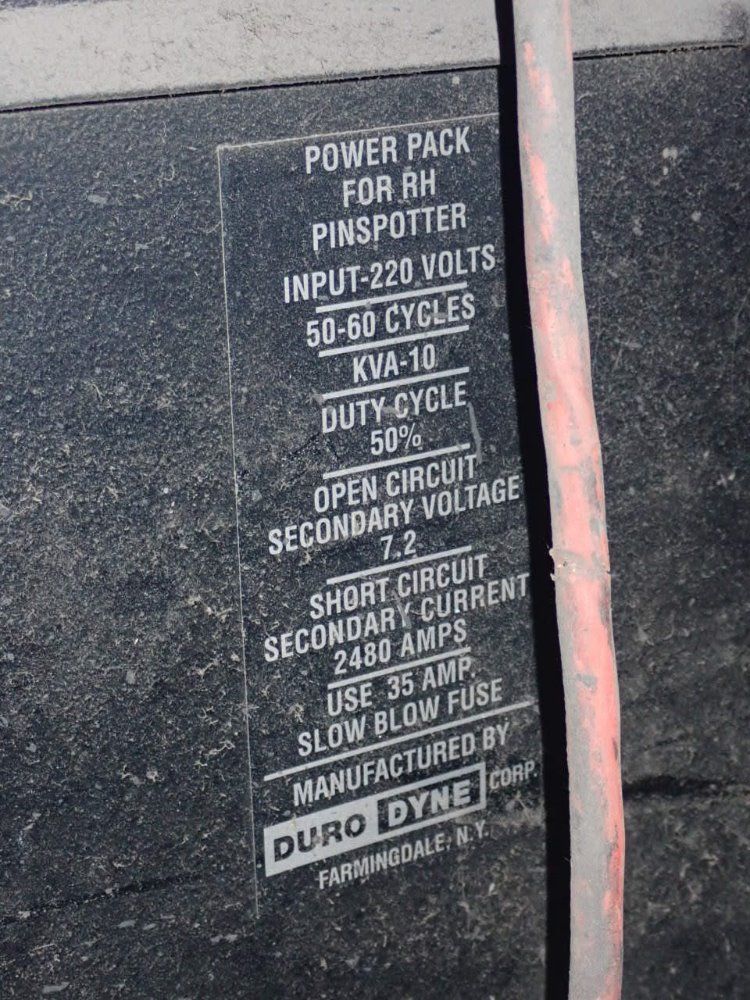 POWER PACK
FOR RH
PINSPOTTER
INPUT-220 VOLTS
50-60 CYCLES
KVA-10
DUTY CYCLE
50%
OPEN CIRCUIT
SECONDARY VOLTAGE
7.2
SHORT CIRCUIT
SECONDARY CURRENT
2480 AMPS
USE 35 AMP.
SLOW BLOW FUSE
MANUFACTURED BY
DURO DYNE CORP.
FARMINGDALE, N.Y.